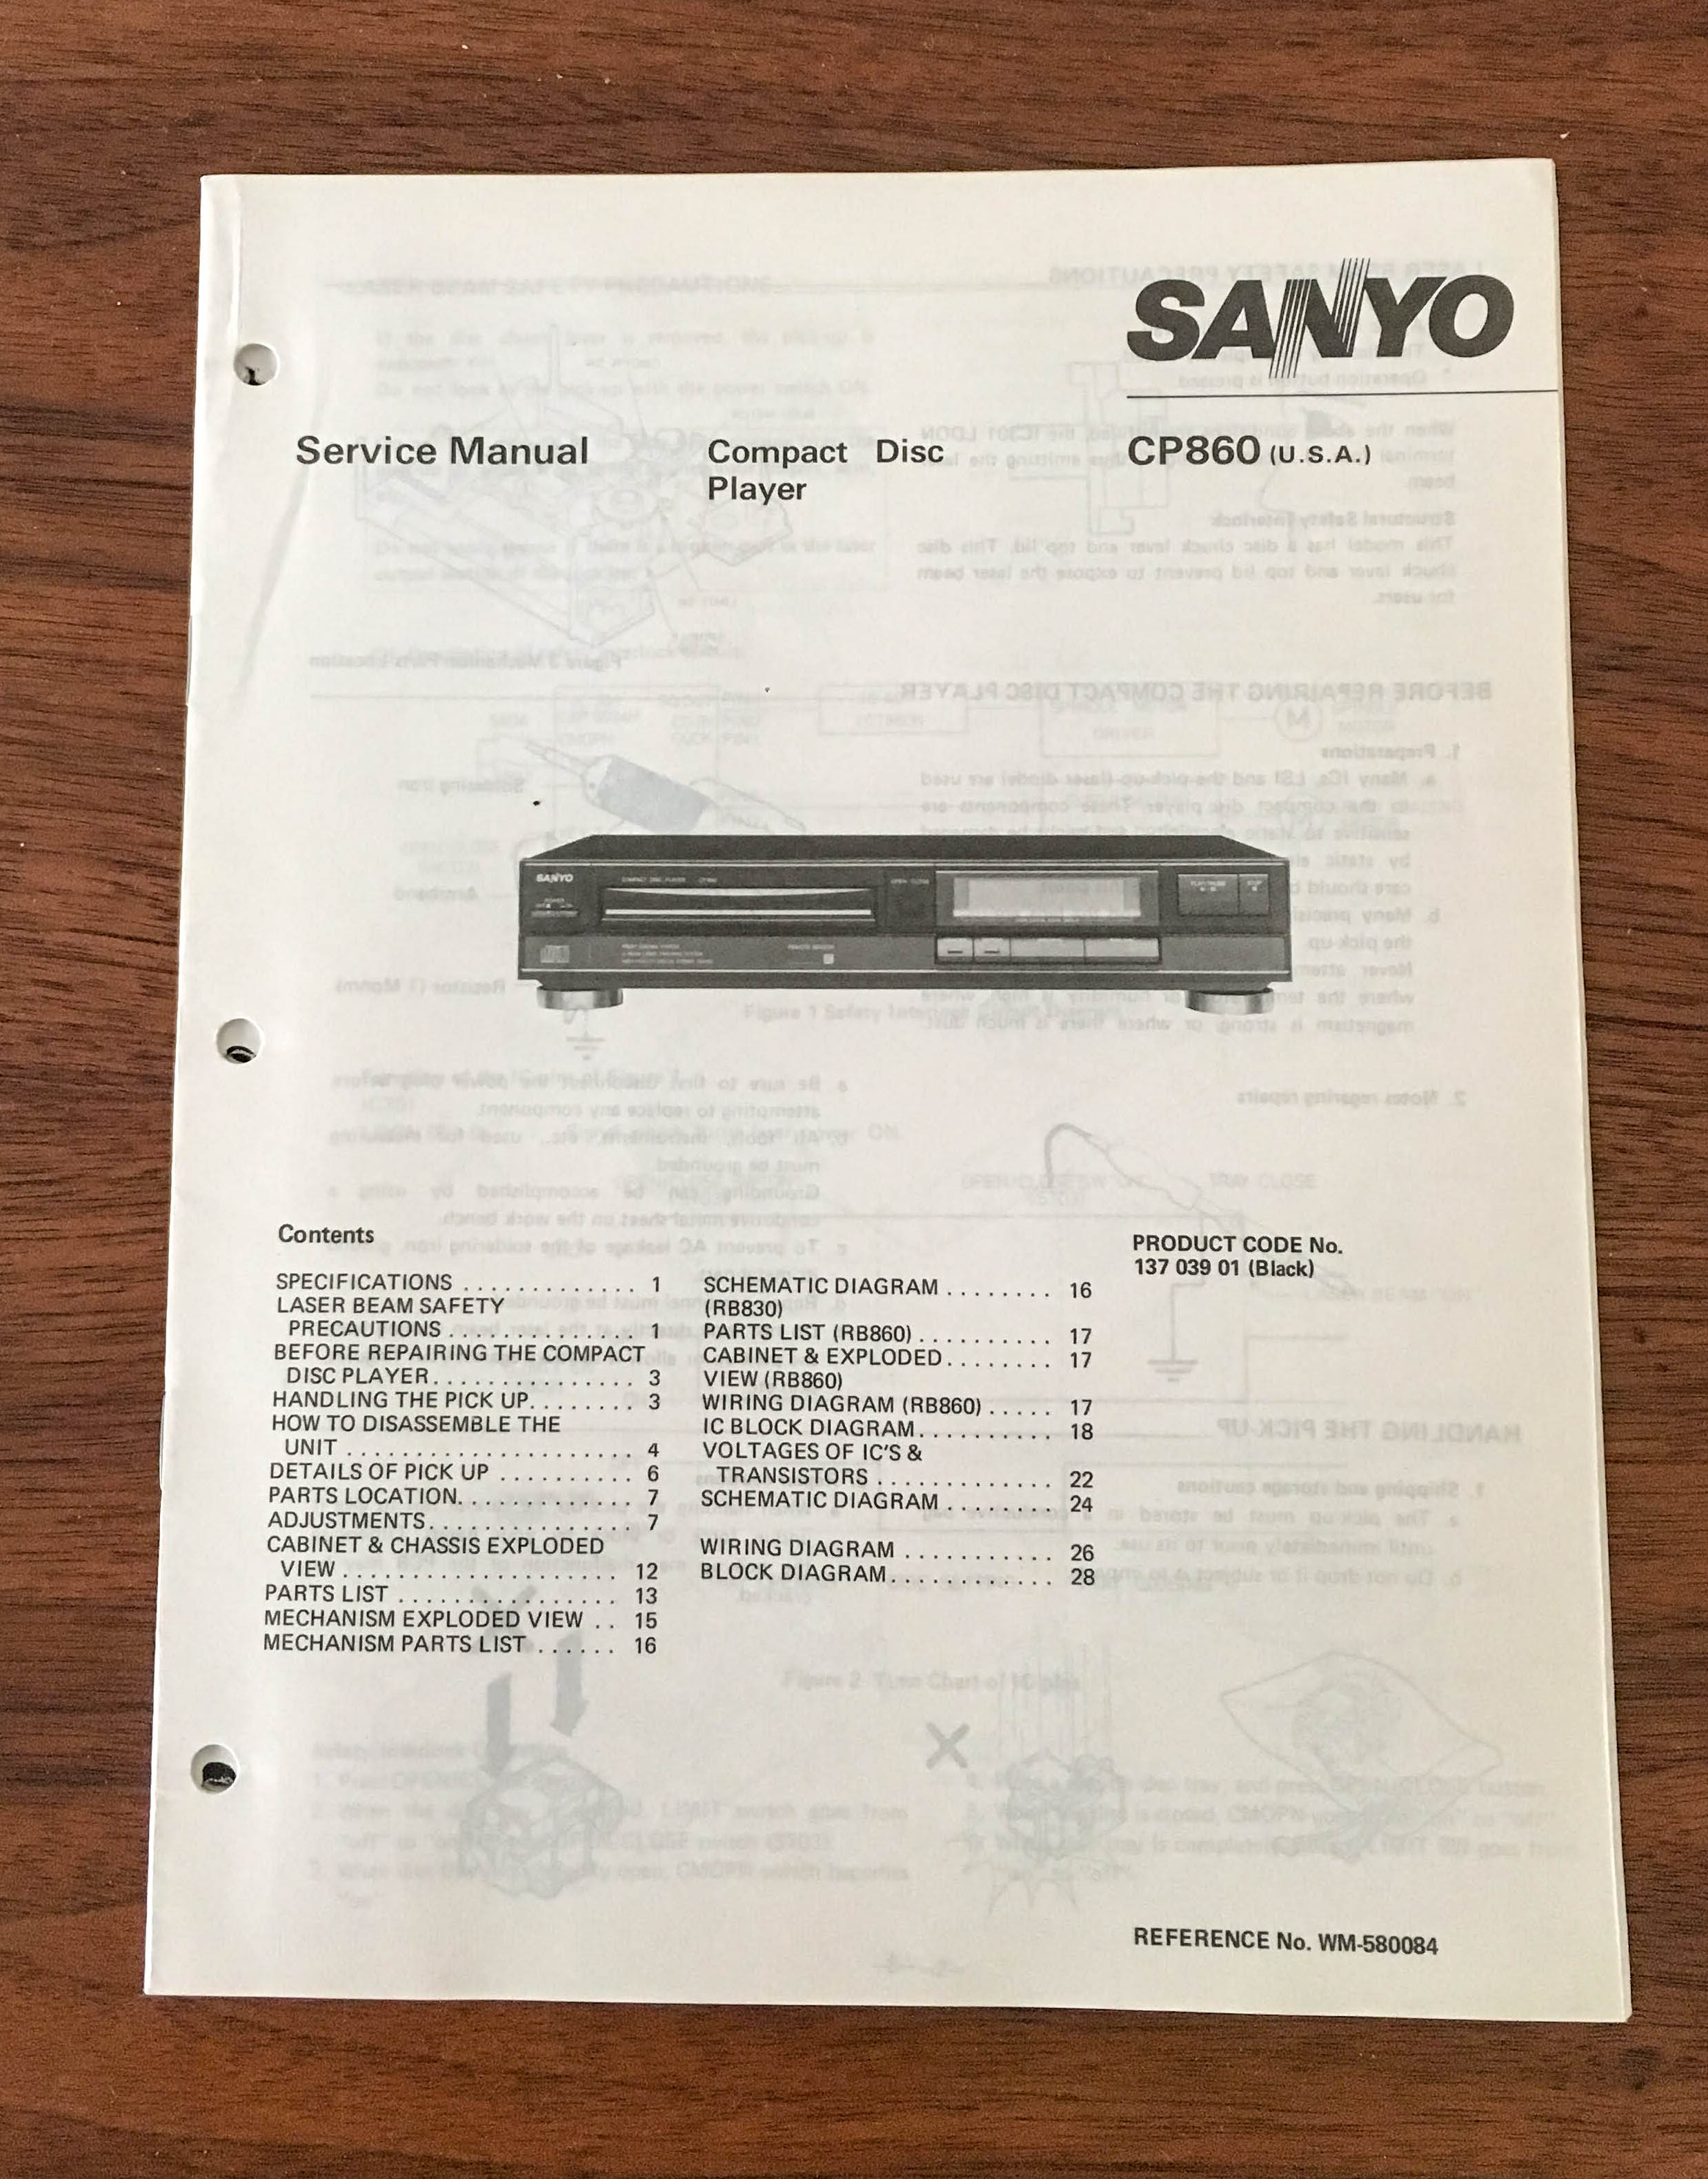 SANYO
Service Manual
Compact Disc
Player
CP860 (U.S.A.)
SANYO
Contents
SPECIFICATIONS ............. 1
LASER BEAM SAFETY
PRECAUTIONS .............. 1
BEFORE REPAIRING THE COMPACT
DISC PLAYER............... 3
HANDLING THE PICK UP........ 3
HOW TO DISASSEMBLE THE
UNIT .................... 4
DETAILS OF PICK UP .......... 6
PARTS LOCATION............. 7
ADJUSTMENTS............... 7
CABINET & CHASSIS EXPLODED
VIEW ................... 12
PARTS LIST ................ 13
MECHANISM EXPLODED VIEW .. 15
MECHANISM PARTS LIST ...... 16
SCHEMATIC DIAGRAM ........ 16
(RB830)
PARTS LIST (RB860) .......... 17
CABINET & EXPLODED........ 17
VIEW (RB860)
WIRING DIAGRAM (RB860) ..... 17
IC BLOCK DIAGRAM.......... 18
VOLTAGES OF IC'S &
TRANSISTORS ............. 22
SCHEMATIC DIAGRAM ........ 24
WIRING DIAGRAM ........... 26
BLOCK DIAGRAM............ 28
PRODUCT CODE No.
137 039 01 (Black)
REFERENCE No. WM-580084